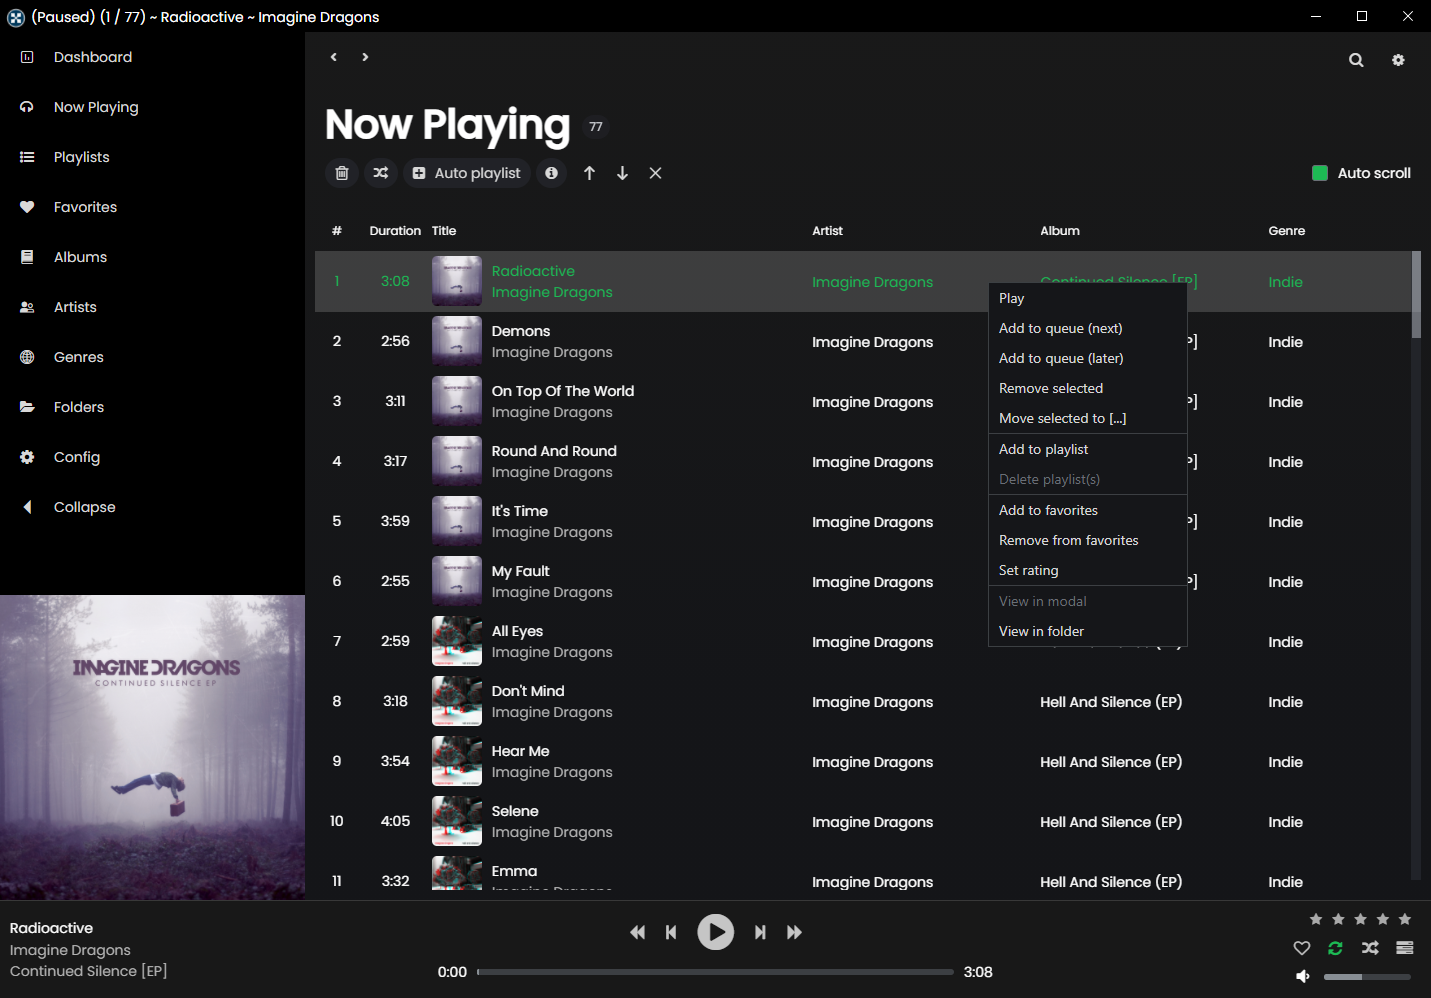 (Paused) (1 / 77) ~ Radioactive ~ Imagine Dragons
Dashboard
Now Playing
Playlists
Favorites
Albums
Artists
Genres
Folders
Config
Collapse
IMAGINE DRAGONS
CONTINUED SILENCE EP
Now Playing 77
Auto playlist
Auto scroll
# Duration Title Artist Album Genre
1 3:08 Radioactive Imagine Dragons Imagine Dragons Continued Silence [EP] Indie
2 2:56 Demons Imagine Dragons Imagine Dragons P] Indie
3 3:11 On Top Of The World Imagine Dragons Imagine Dragons P] Indie
4 3:17 Round And Round Imagine Dragons Imagine Dragons P] Indie
5 3:59 It's Time Imagine Dragons Imagine Dragons P] Indie
6 2:55 My Fault Imagine Dragons Imagine Dragons P] Indie
7 2:59 All Eyes Imagine Dragons Imagine Dragons Indie
8 3:18 Don't Mind Imagine Dragons Imagine Dragons Hell And Silence (EP) Indie
9 3:54 Hear Me Imagine Dragons Imagine Dragons Hell And Silence (EP) Indie
10 4:05 Selene Imagine Dragons Imagine Dragons Hell And Silence (EP) Indie
11 3:32 Emma Imagine Dragons Imagine Dragons Hell And Silence (EP) Indie
Play
Add to queue (next)
Add to queue (later)
Remove selected
Move selected to [...]
Add to playlist
Delete playlist(s)
Add to favorites
Remove from favorites
Set rating
View in modal
View in folder
Radioactive
Imagine Dragons
Continued Silence [EP]
0:00 3:08